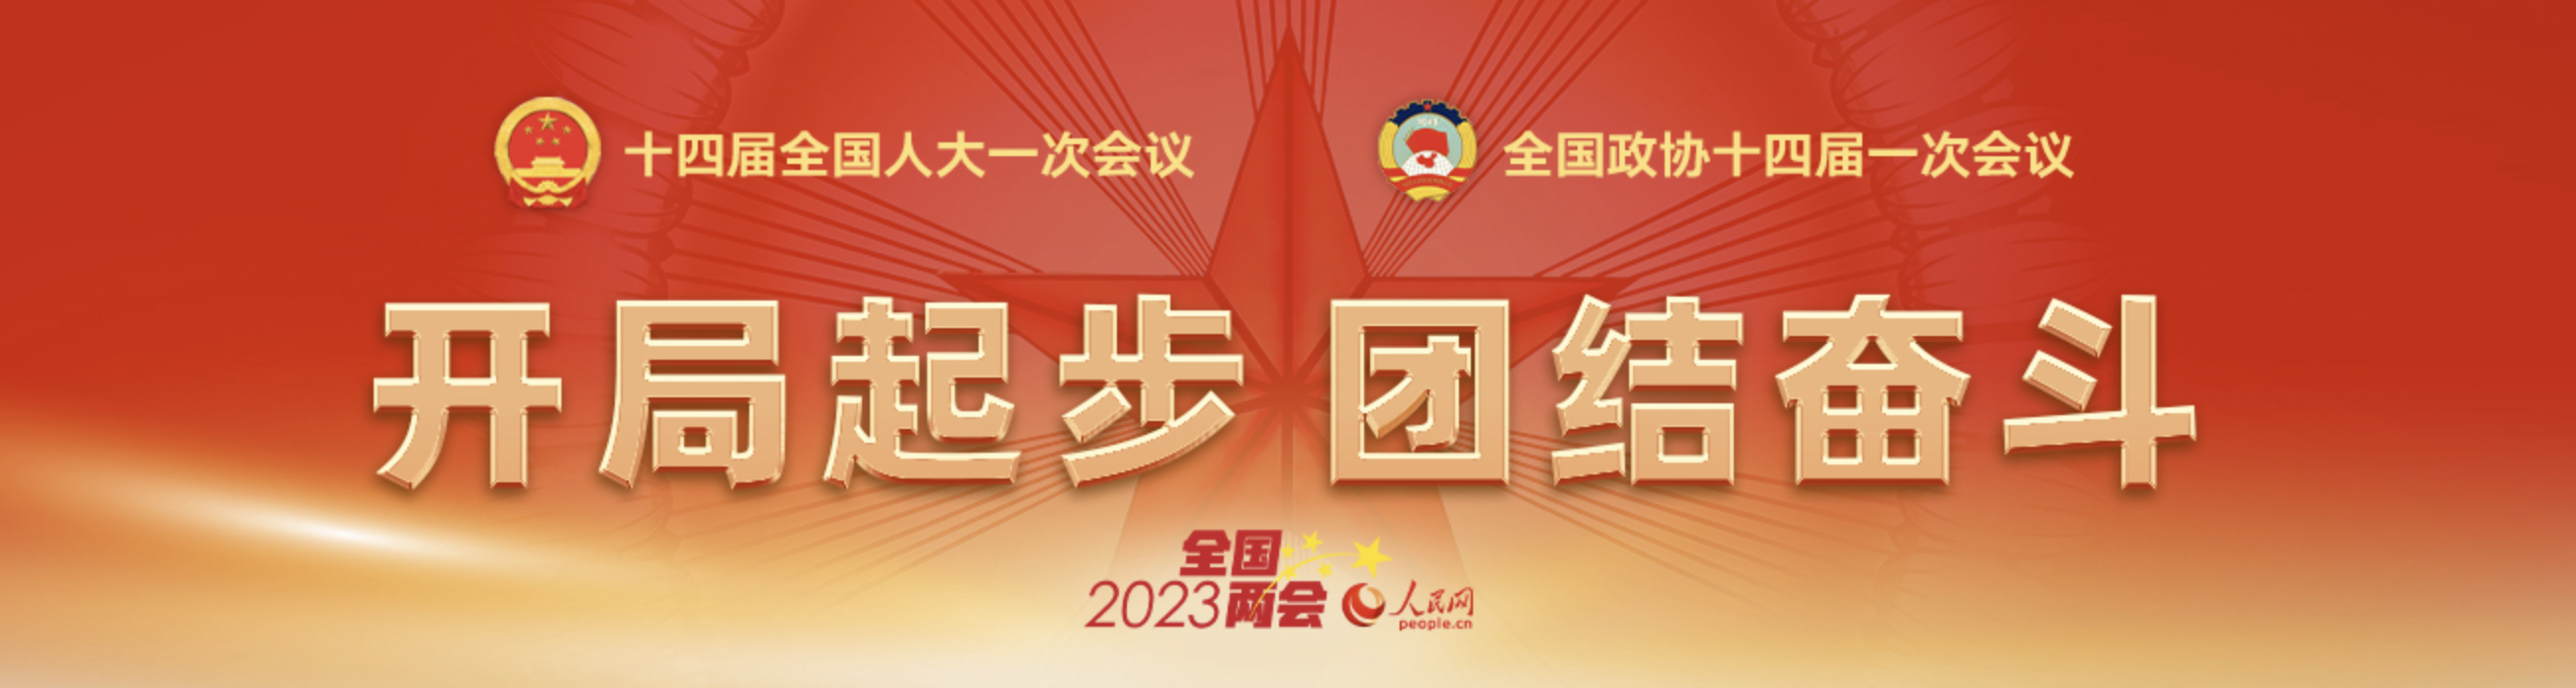 十四届全国人大一次会议
全国政协十四届一次会议
开局起步 团结奋斗
全国
2023两会
人民网
people.cn